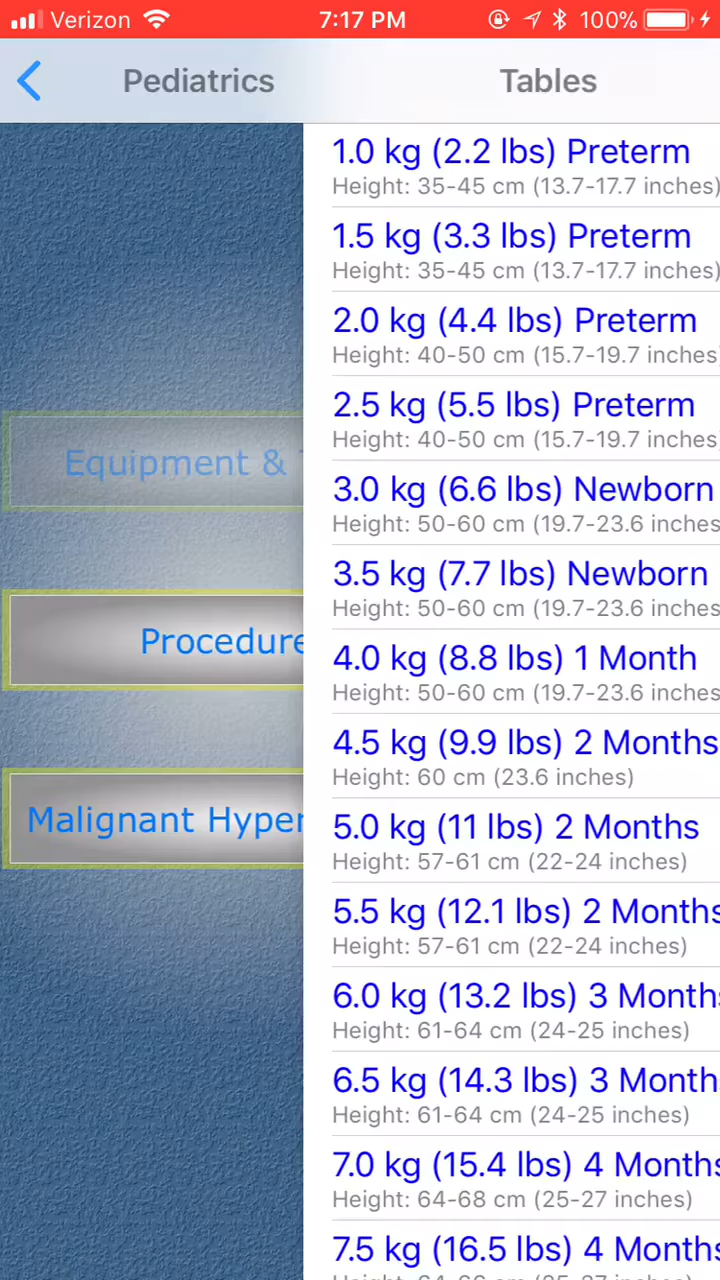 Verizon 7:17 PM 100%
Pediatrics Tables
Equipment &
Procedure
Malignant Hyper
1.0 kg (2.2 lbs) Preterm
Height: 35-45 cm (13.7-17.7 inches)
1.5 kg (3.3 lbs) Preterm
Height: 35-45 cm (13.7-17.7 inches)
2.0 kg (4.4 lbs) Preterm
Height: 40-50 cm (15.7-19.7 inches
2.5 kg (5.5 lbs) Preterm
Height: 40-50 cm (15.7-19.7 inches
3.0 kg (6.6 lbs) Newborn
Height: 50-60 cm (19.7-23.6 inches
3.5 kg (7.7 lbs) Newborn
Height: 50-60 cm (19.7-23.6 inches
4.0 kg (8.8 lbs) 1 Month
Height: 50-60 cm (19.7-23.6 inches
4.5 kg (9.9 lbs) 2 Months
Height: 60 cm (23.6 inches)
5.0 kg (11 lbs) 2 Months
Height: 57-61 cm (22-24 inches)
5.5 kg (12.1 lbs) 2 Months
Height: 57-61 cm (22-24 inches)
6.0 kg (13.2 lbs) 3 Months
Height: 61-64 cm (24-25 inches)
6.5 kg (14.3 lbs) 3 Month
Height: 61-64 cm (24-25 inches)
7.0 kg (15.4 lbs) 4 Months
Height: 64-68 cm (25-27 inches)
7.5 kg (16.5 lbs) 4 Months